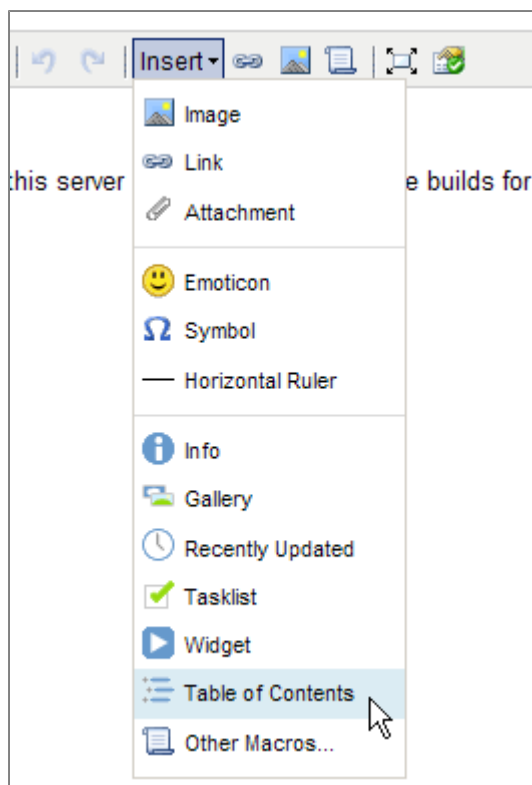 Insert
Image
this server
Link
e builds for
Attachment
Emoticon
Symbol
Horizontal Ruler
Info
Gallery
Recently Updated
Tasklist
Widget
Table of Contents
Other Macros...